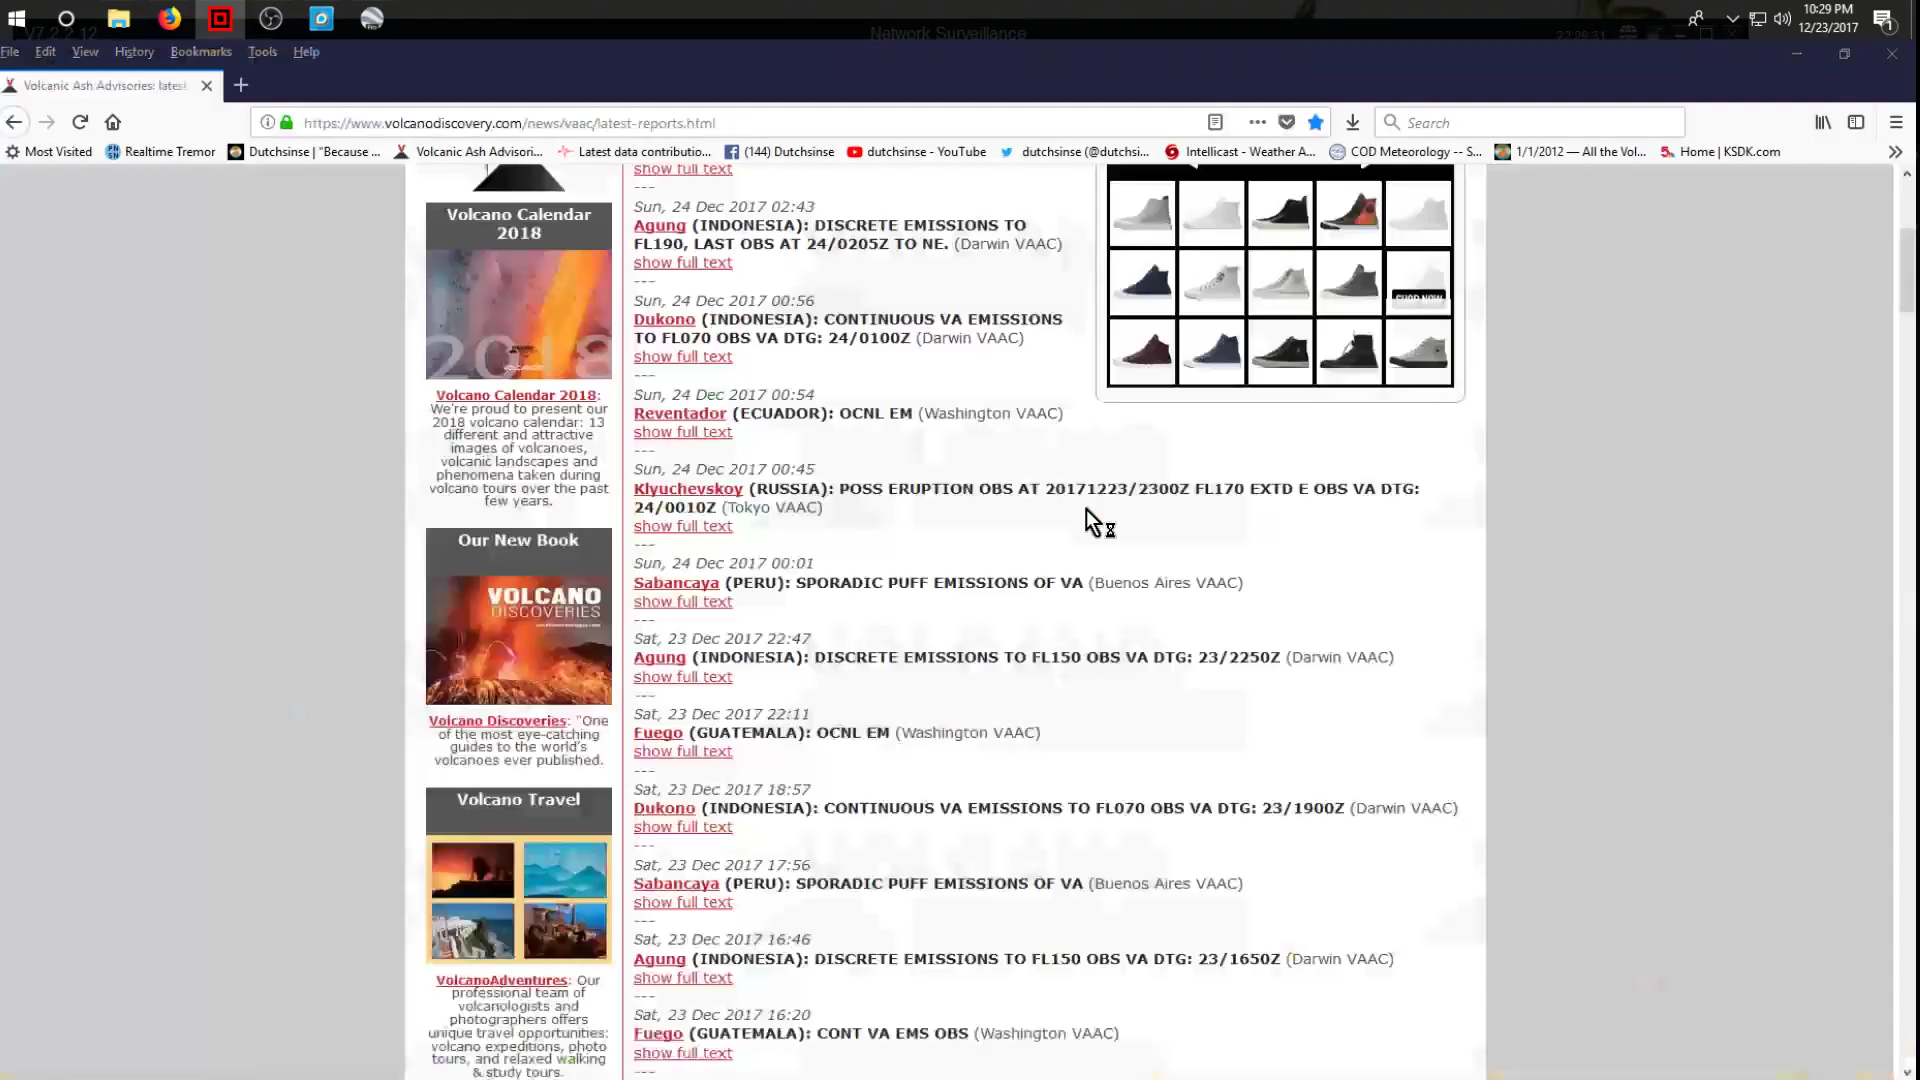 V7.2.2.12
Network Surveillance
10:29 PM
12/23/2017
File Edit View History Bookmarks Tools Help
Volcanic Ash Advisories: latest
https://www.volcanodiscovery.com/news/vaac/latest-reports.html
Search
Most Visited Realtime Tremor Dutchsinse | "Because ... Volcanic Ash Advisori... Latest data contributio... (144) Dutchsinse dutchsinse - YouTube dutchsinse (@dutchsi... Intellicast - Weather A... COD Meteorology -- S... 1/1/2012 — All the Vol... Home | KSDK.com
Volcano Calendar
2018
2018
Volcano Calendar 2018:
We're proud to present our
2018 volcano calendar: 13
different and attractive
images of volcanoes,
volcanic landscapes and
phenomena taken during
volcano tours over the past
few years.
Our New Book
VOLCANO
DISCOVERIES
Volcano Discoveries: "One
of the most eye-catching
guides to the world's
volcanoes ever published.
Volcano Travel
VolcanoAdventures: Our
professional team of
volcanologists and
photographers offers
unique travel opportunities:
volcano expeditions, photo
tours, and relaxed walking
& study tours.
show full text
---
Sun, 24 Dec 2017 02:43
Agung (INDONESIA): DISCRETE EMISSIONS TO
FL190, LAST OBS AT 24/0205Z TO NE. (Darwin VAAC)
show full text
---
Sun, 24 Dec 2017 00:56
Dukono (INDONESIA): CONTINUOUS VA EMISSIONS
TO FL070 OBS VA DTG: 24/0100Z (Darwin VAAC)
show full text
---
Sun, 24 Dec 2017 00:54
Reventador (ECUADOR): OCNL EM (Washington VAAC)
show full text
---
Sun, 24 Dec 2017 00:45
Klyuchevskoy (RUSSIA): POSS ERUPTION OBS AT 20171223/2300Z FL170 EXTD E OBS VA DTG:
24/0010Z (Tokyo VAAC)
show full text
---
Sun, 24 Dec 2017 00:01
Sabancaya (PERU): SPORADIC PUFF EMISSIONS OF VA (Buenos Aires VAAC)
show full text
---
Sat, 23 Dec 2017 22:47
Agung (INDONESIA): DISCRETE EMISSIONS TO FL150 OBS VA DTG: 23/2250Z (Darwin VAAC)
show full text
---
Sat, 23 Dec 2017 22:11
Fuego (GUATEMALA): OCNL EM (Washington VAAC)
show full text
---
Sat, 23 Dec 2017 18:57
Dukono (INDONESIA): CONTINUOUS VA EMISSIONS TO FL070 OBS VA DTG: 23/1900Z (Darwin VAAC)
show full text
---
Sat, 23 Dec 2017 17:56
Sabancaya (PERU): SPORADIC PUFF EMISSIONS OF VA (Buenos Aires VAAC)
show full text
---
Sat, 23 Dec 2017 16:46
Agung (INDONESIA): DISCRETE EMISSIONS TO FL150 OBS VA DTG: 23/1650Z (Darwin VAAC)
show full text
---
Sat, 23 Dec 2017 16:20
Fuego (GUATEMALA): CONT VA EMS OBS (Washington VAAC)
show full text
---
SHOP NOW